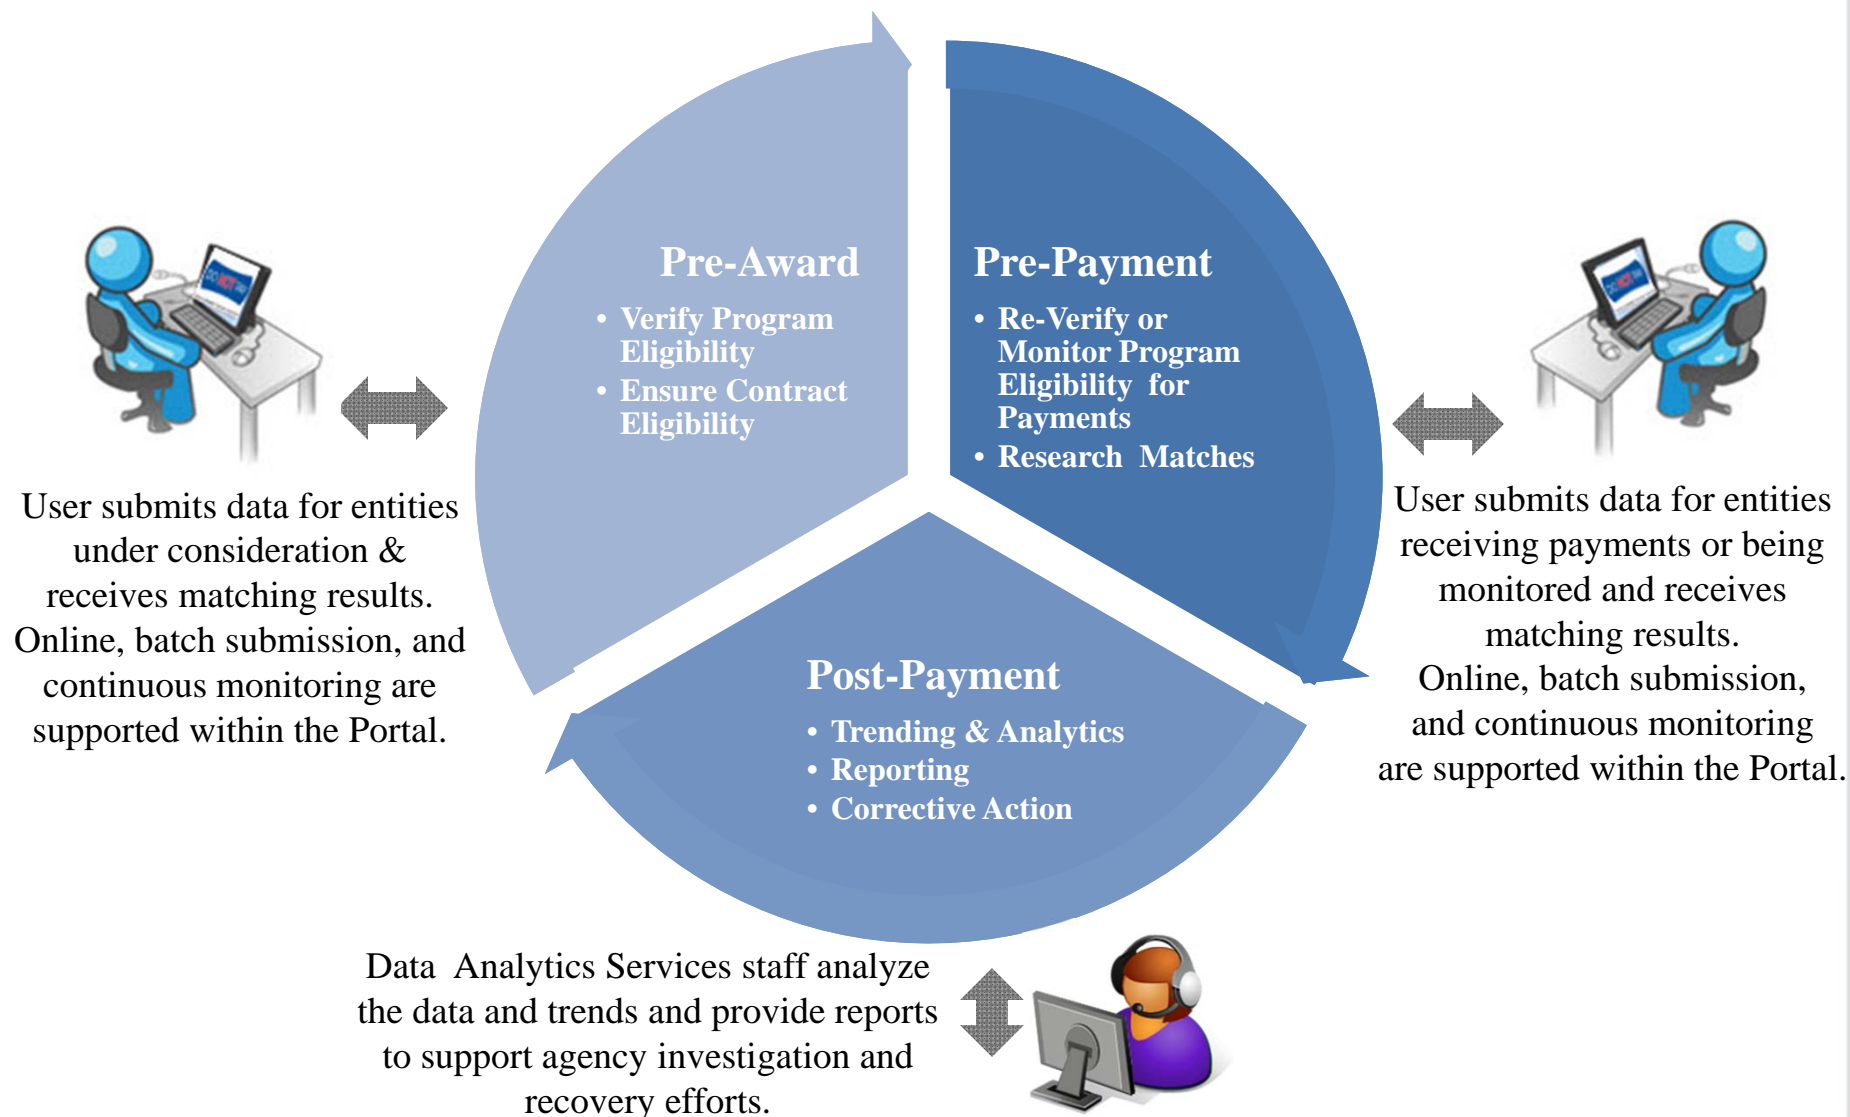 Pre-Award
• Verify Program
Eligibility
• Ensure Contract
Eligibility
Pre-Payment
• Re-Verify or
Monitor Program
Eligibility for
Payments
• Research Matches
Post-Payment
• Trending & Analytics
• Reporting
• Corrective Action
User submits data for entities
under consideration &
receives matching results.
Online, batch submission, and
continuous monitoring are
supported within the Portal.
User submits data for entities
receiving payments or being
monitored and receives
matching results.
Online, batch submission,
and continuous monitoring
are supported within the Portal.
Data Analytics Services staff analyze
the data and trends and provide reports
to support agency investigation and
recovery efforts.